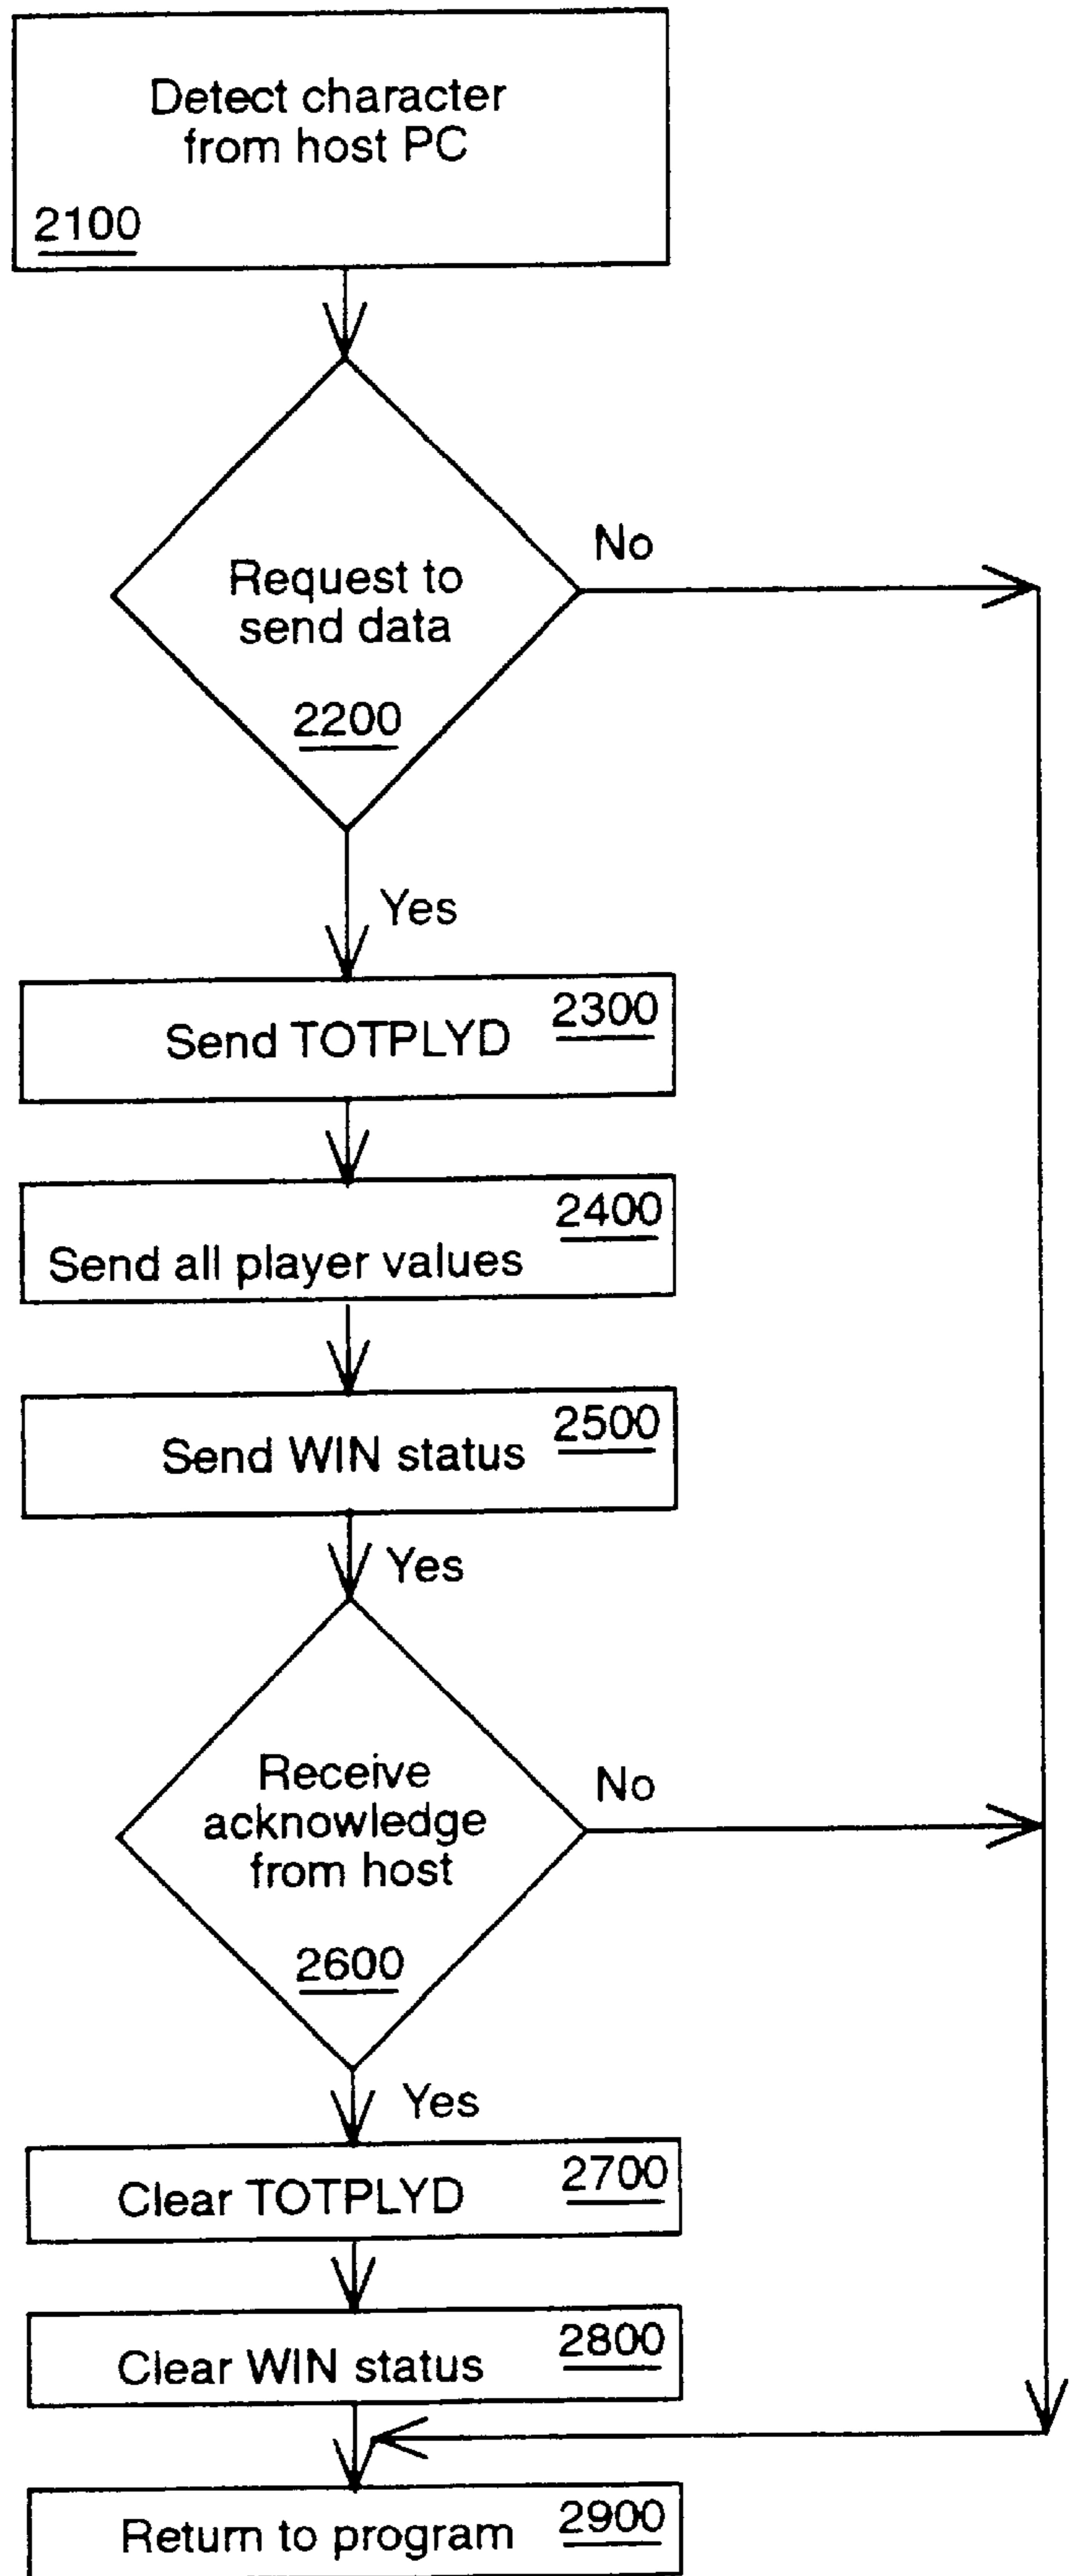 Detect character
from host PC
2100
No
Request to
send data
2200
Yes
2300
Send TOTPLYD
2400
Send all player values
2500
Send WIN status
Yes
Receive
acknowledge
from host
No
2600
Yes
2700
Clear TOTPLYD
2800
Clear WIN status
2900
Return to program